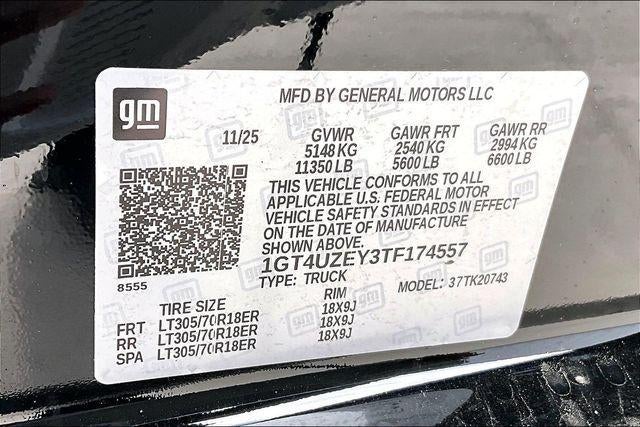 gm
MFD BY GENERAL MOTORS LLC
11/25 GVWR GAWR FRT GAWR RR
5148 KG 2540 KG 2994 KG
11350 LB 5600 LB 6600 LB
THIS VEHICLE CONFORMS TO ALL
APPLICABLE U.S. FEDERAL MOTOR
VEHICLE SAFETY STANDARDS IN EFFECT
ON THE DATE OF MANUFACTURE
SHOWN ABOVE.
1GT4UZEY3TF174557
8555 TYPE: TRUCK MODEL: 37TK20743
TIRE SIZE RIM
FRT LT305/70R18ER 18X9J
RR LT305/70R18ER 18X9J
SPA LT305/70R18ER 18X9J